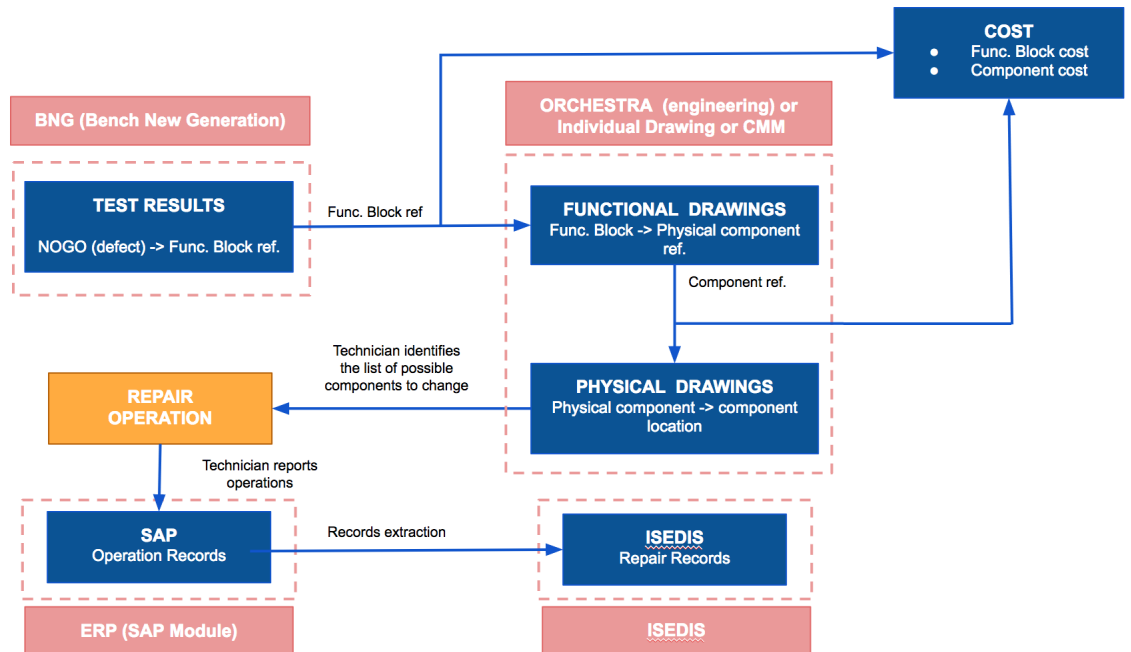 COST
● Func. Block cost
● Component cost
BNG (Bench New Generation)
ORCHESTRA (engineering) or
Individual Drawing or CMM
TEST RESULTS
NOGO (defect) -> Func. Block ref.
Func. Block ref
FUNCTIONAL DRAWINGS
Func. Block -> Physical component
ref.
Component ref.
Technician identifies
the list of possible
components to change
PHYSICAL DRAWINGS
Physical component -> component
location
REPAIR
OPERATION
Technician reports
operations
SAP
Operation Records
Records extraction
ISEDIS
Repair Records
ERP (SAP Module)
ISEDIS